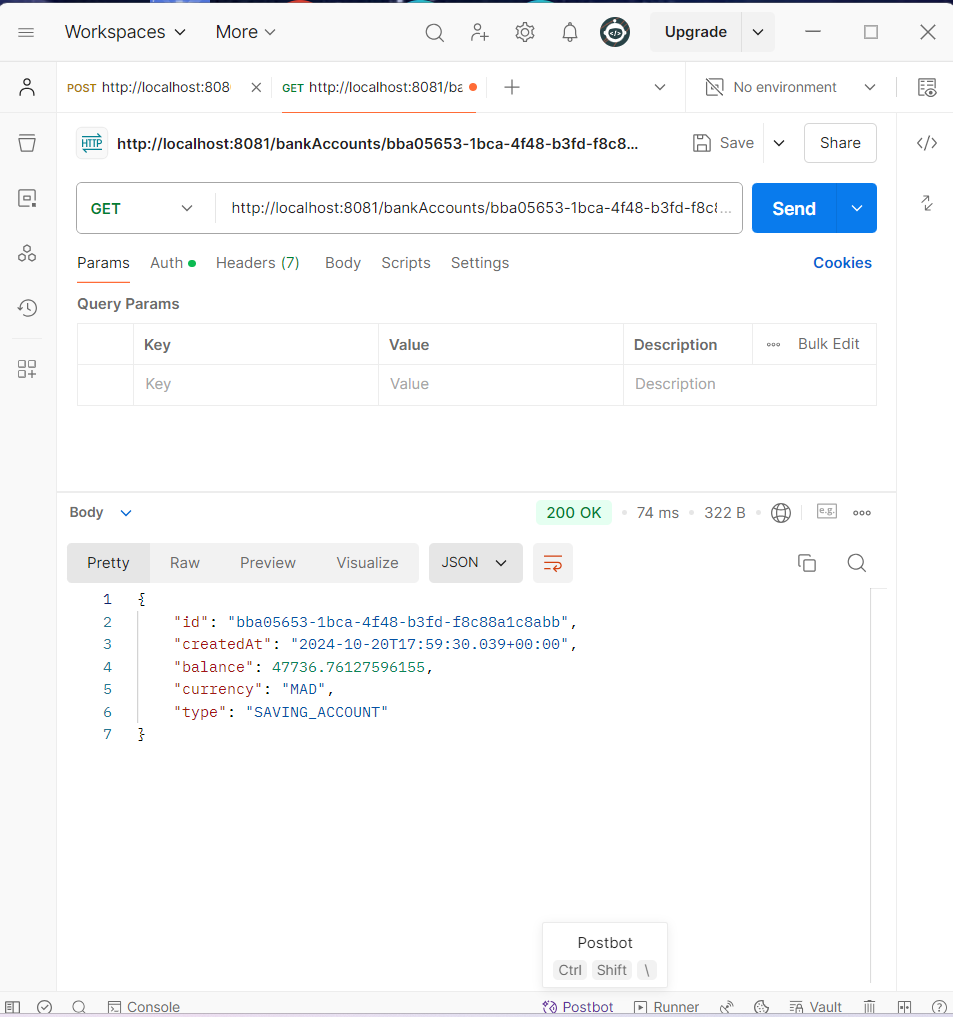 Workspaces More Upgrade
POST http://localhost:808 GET http://localhost:8081/ba No environment
HTTP http://localhost:8081/bankAccounts/bba05653-1bca-4f48-b3fd-f8c8... Save Share
GET http://localhost:8081/bankAccounts/bba05653-1bca-4f48-b3fd-f8c8... Send
Params Auth Headers (7) Body Scripts Settings Cookies
Query Params
Key Value Description Bulk Edit
Key Value Description
Body 200 OK 74 ms 322 B e.g.
Pretty Raw Preview Visualize JSON
1 {
2 "id": "bba05653-1bca-4f48-b3fd-f8c88a1c8abb",
3 "createdAt": "2024-10-20T17:59:30.039+00:00",
4 "balance": 47736.76127596155,
5 "currency": "MAD",
6 "type": "SAVING_ACCOUNT"
7 }
Postbot
Ctrl Shift \
Console Postbot Runner Vault